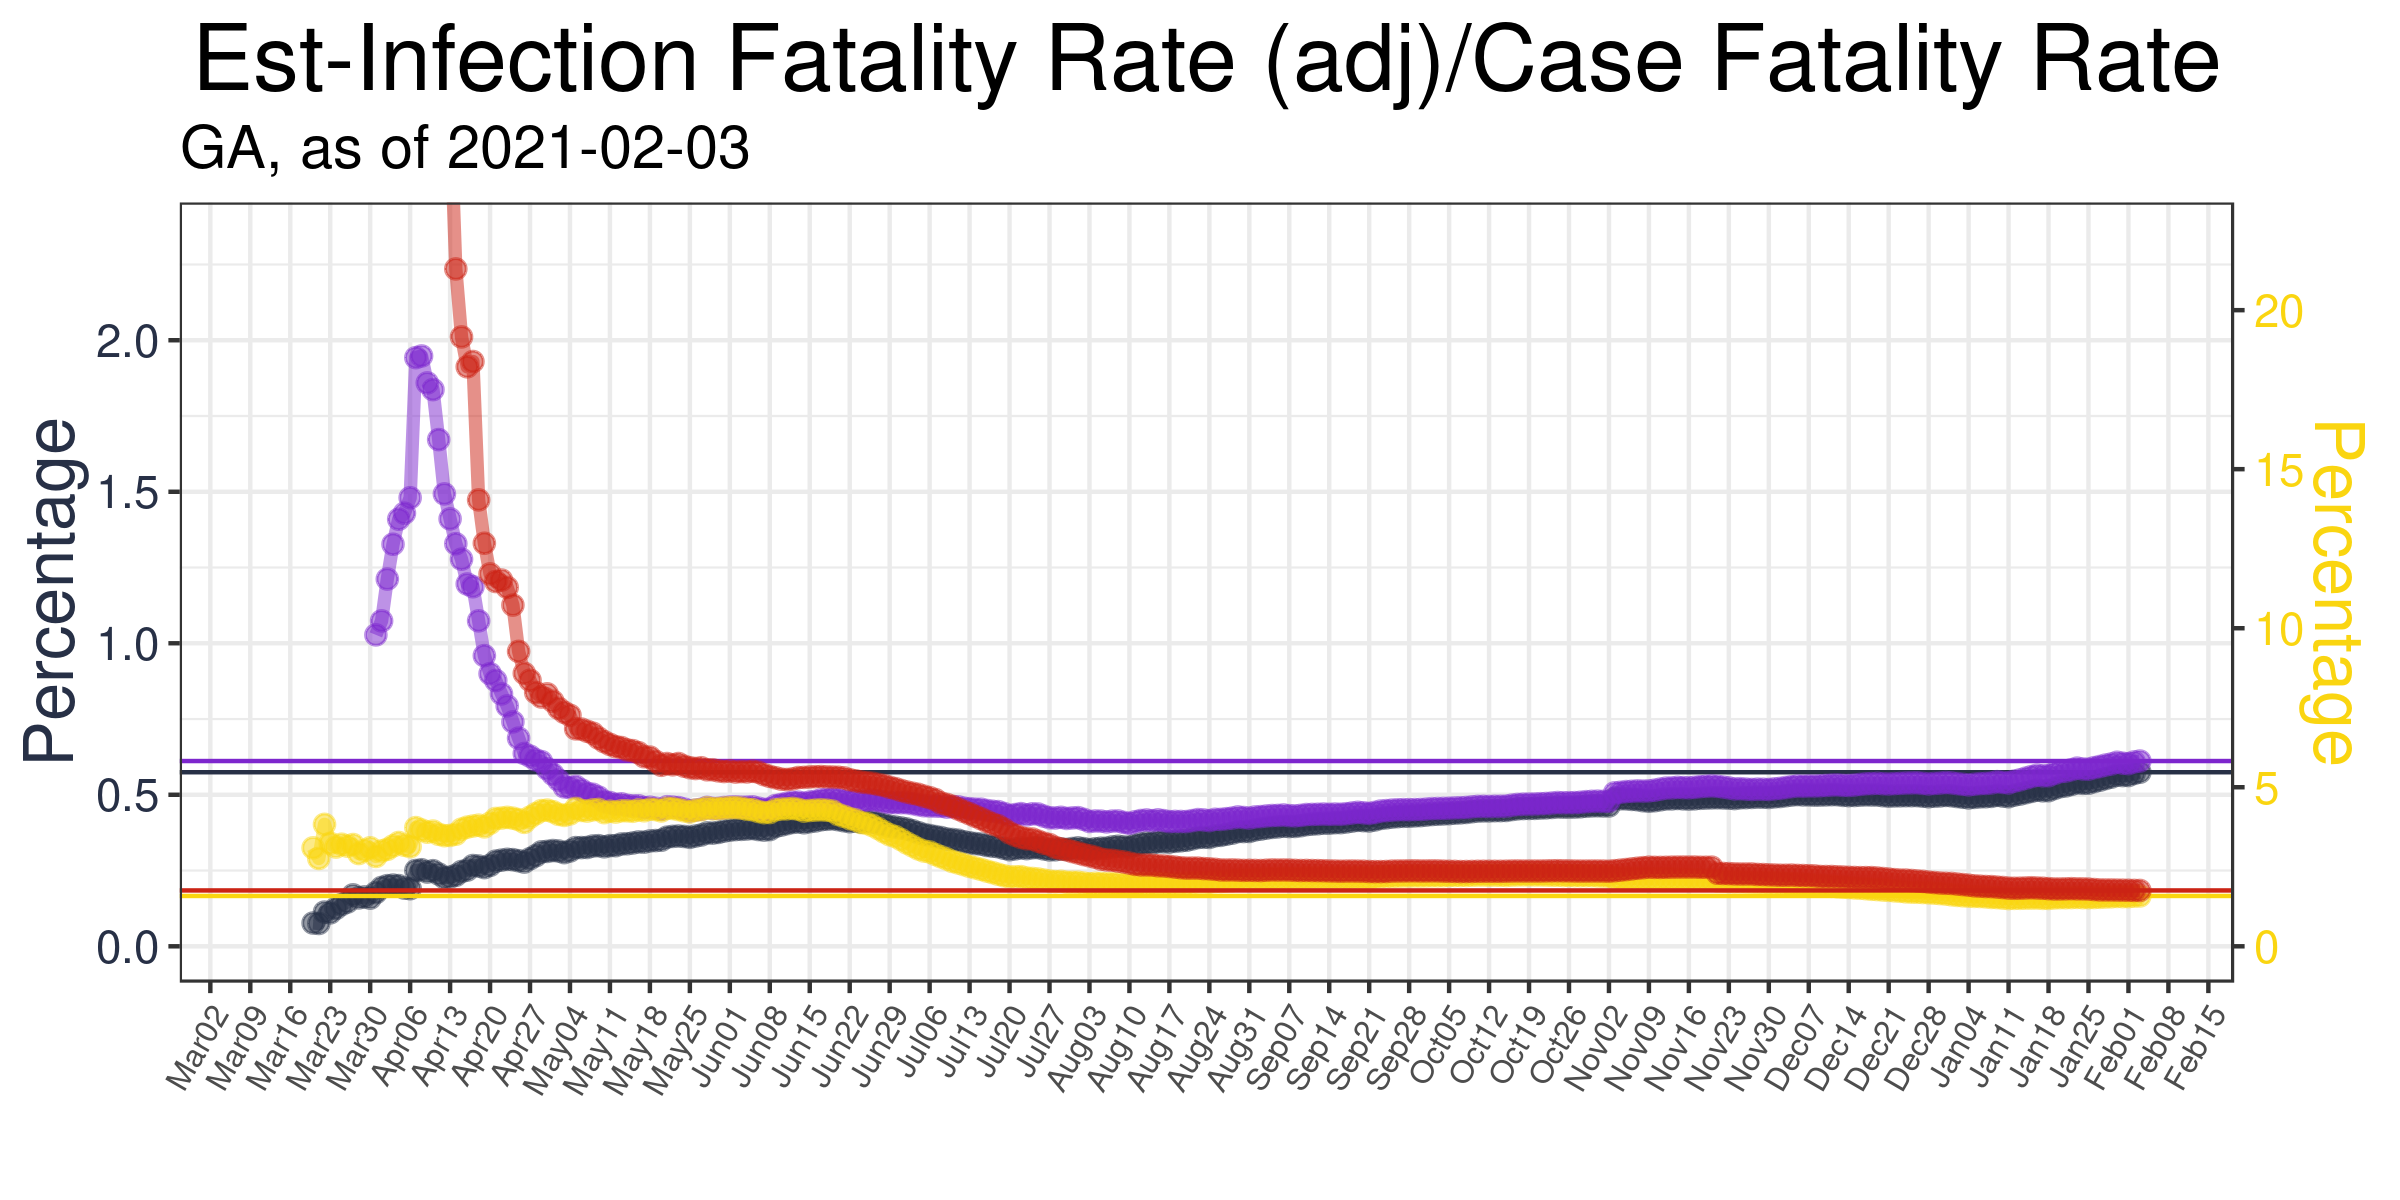 Est-Infection Fatality Rate (adj)/Case Fatality Rate
GA, as of 2021-02-03
Percentage
2.0
1.5
1.0
0.5
0.0
20
15
10
5
0
Percentage
Mar02
Mar09
Mar16
Mar23
Mar30
Apr06
Apr13
Apr20
Apr27
May04
May11
May18
May25
Jun01
Jun08
Jun15
Jun22
Jun29
Jul06
Jul13
Jul20
Jul27
Aug03
Aug10
Aug17
Aug24
Aug31
Sep07
Sep14
Sep21
Sep28
Oct05
Oct12
Oct19
Oct26
Nov02
Nov09
Nov16
Nov23
Nov30
Dec07
Dec14
Dec21
Dec28
Jan04
Jan11
Jan18
Jan25
Feb01
Feb08
Feb15